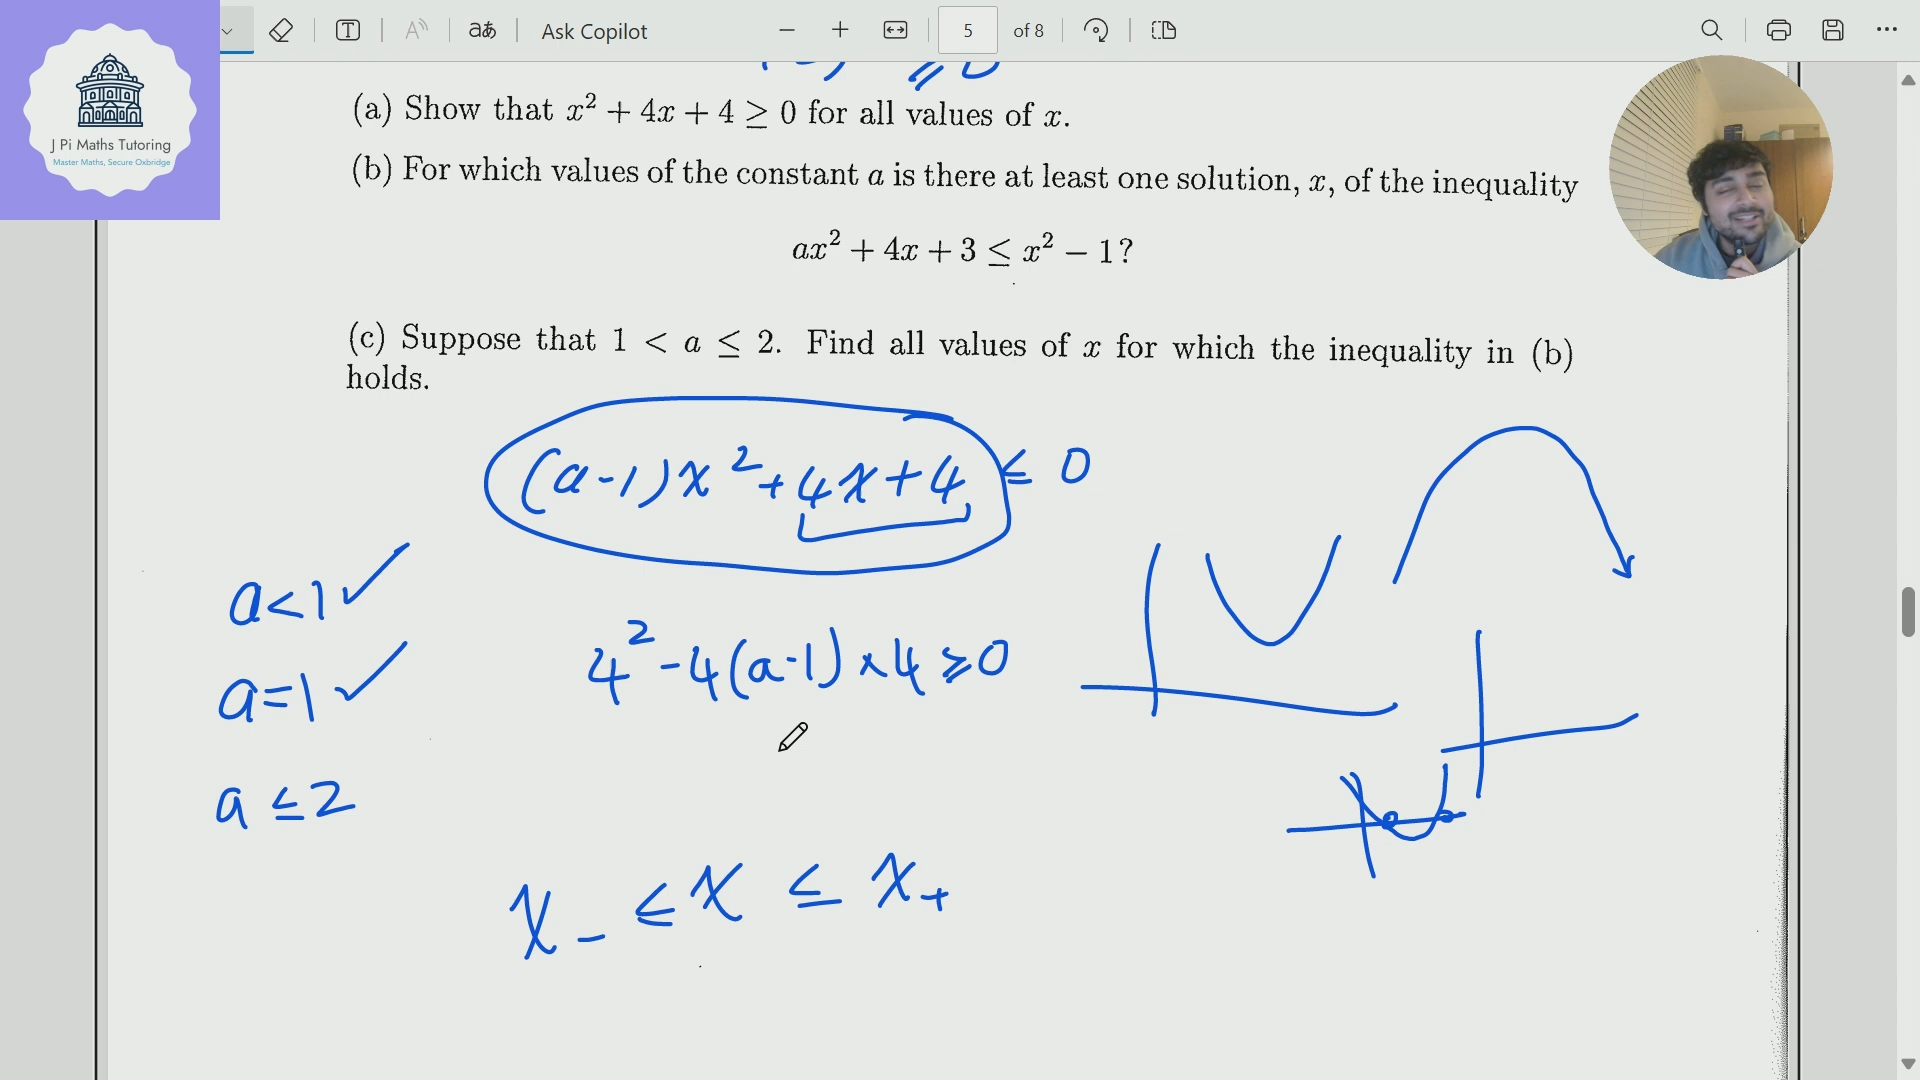 Ask Copilot 5 of 8
J Pi Maths Tutoring
Master Maths, Secure Oxbridge
(a) Show that x² + 4x + 4 ≥ 0 for all values of x.
(b) For which values of the constant a is there at least one solution, x, of the inequality
ax² + 4x + 3 ≤ x² − 1?
(c) Suppose that 1 < a ≤ 2. Find all values of x for which the inequality in (b)
holds.
(a-1)x²+4x+4 ≤ 0
a<1 ✓
4²-4(a-1)×4 ⩾0
a=1 ✓
a ≤2
x₋ ≤ x ≤ x₊